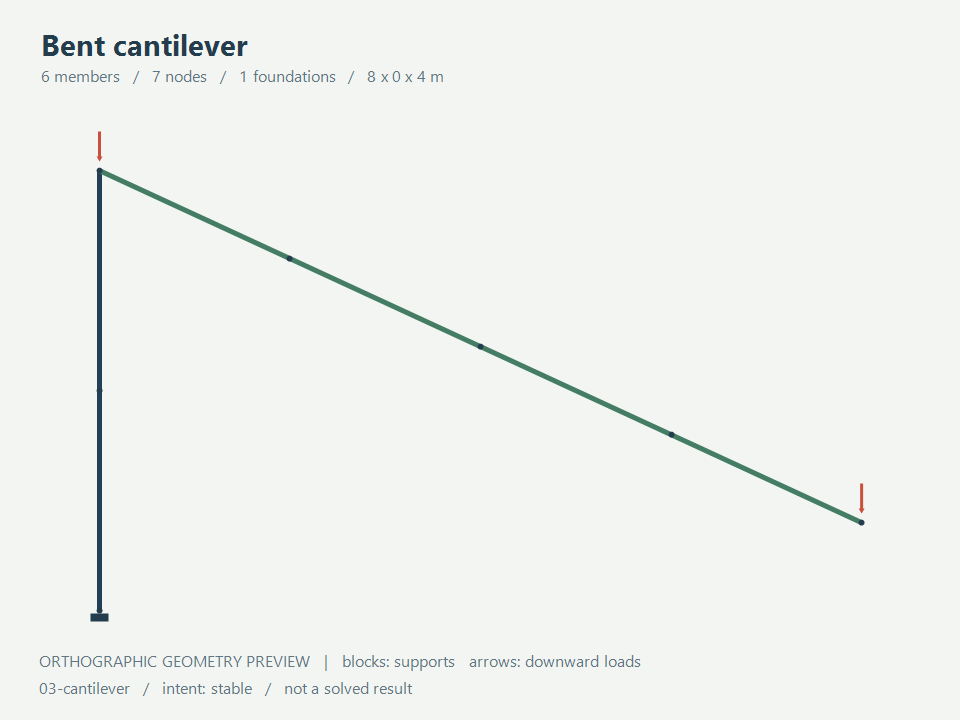 Bent cantilever
6 members / 7 nodes / 1 foundations / 8 x 0 x 4 m
ORTHOGRAPHIC GEOMETRY PREVIEW | blocks: supports arrows: downward loads
03-cantilever / intent: stable / not a solved result